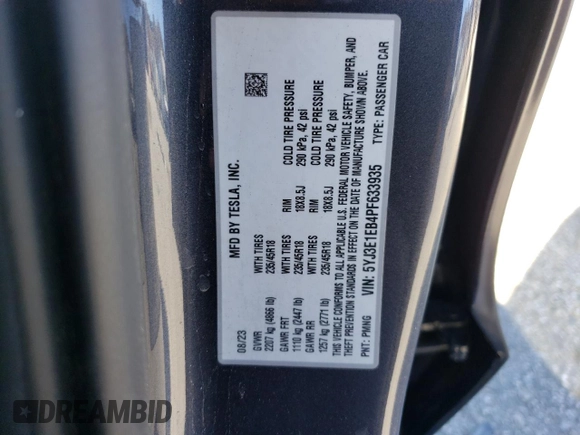 MFD BY TESLA, INC.
08/23
GVWR
2207 kg (4866 lb)
WITH TIRES
235/45R18
RIM
18X8.5J
COLD TIRE PRESSURE
290 kPa, 42 psi
GAWR FRT
1110 kg (2447 lb)
WITH TIRES
235/45R18
RIM
18X8.5J
COLD TIRE PRESSURE
290 kPa, 42 psi
GAWR RR
1257 kg (2771 lb)
THIS VEHICLE CONFORMS TO ALL APPLICABLE U.S. FEDERAL MOTOR VEHICLE SAFETY, BUMPER, AND
THEFT PREVENTION STANDARDS IN EFFECT ON THE DATE OF MANUFACTURE SHOWN ABOVE.
PNT: PMNG
VIN: 5YJ3E1EB4PF633935
TYPE: PASSENGER CAR
DREAMBID